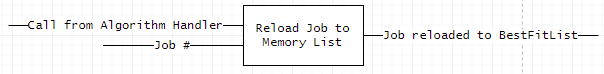 Call from Algorithm Handler
Job #
Reload Job to
Memory List
Job reloaded to BestFitList